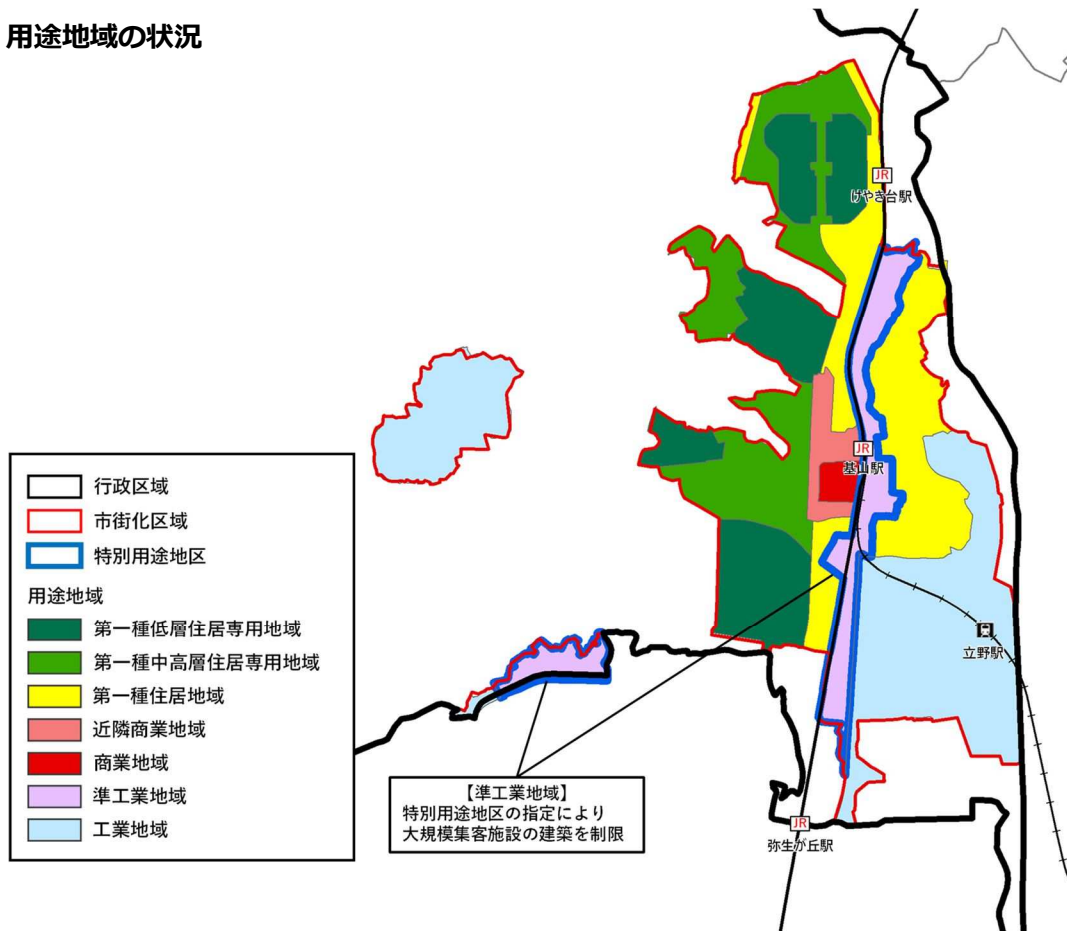 用途地域の状況
JR
けやき台駅
JR
基山駅
立野駅
JR
弥生が丘駅
行政区域
市街化区域
特別用途地区
用途地域
第一種低層住居専用地域
第一種中高層住居専用地域
第一種住居地域
近隣商業地域
商業地域
準工業地域
工業地域
【準工業地域】
特別用途地区の指定により
大規模集客施設の建築を制限